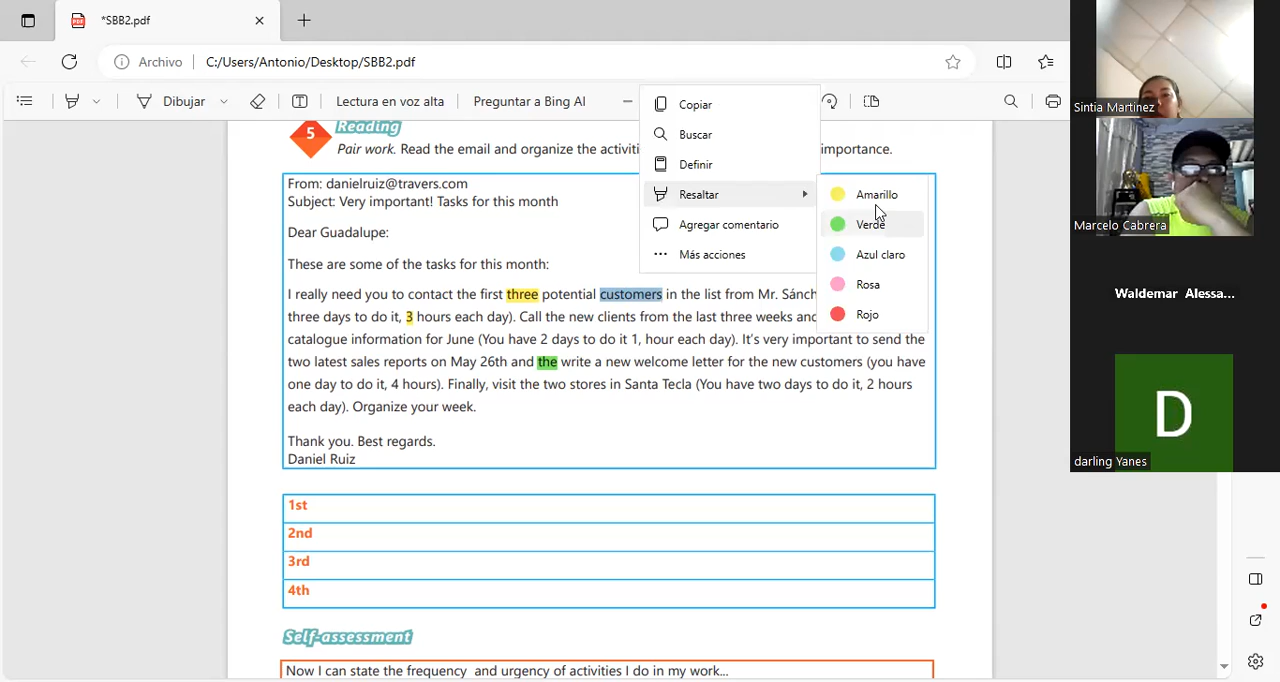 *SBB2.pdf
Archivo C:/Users/Antonio/Desktop/SBB2.pdf
Dibujar
Lectura en voz alta
Preguntar a Bing AI
Copiar
Buscar
Definir
Resaltar
Agregar comentario
Más acciones
Amarillo
Verde
Azul claro
Rosa
Rojo
5
Reading
Pair work. Read the email and organize the activiti importance.
From: danielruiz@travers.com
Subject: Very important! Tasks for this month
Dear Guadalupe:
These are some of the tasks for this month:
I really need you to contact the first three potential customers in the list from Mr. Sánch
three days to do it, 3 hours each day). Call the new clients from the last three weeks and
catalogue information for June (You have 2 days to do it 1, hour each day). It's very important to send the
two latest sales reports on May 26th and the write a new welcome letter for the new customers (you have
one day to do it, 4 hours). Finally, visit the two stores in Santa Tecla (You have two days to do it, 2 hours
each day). Organize your week.
Thank you. Best regards.
Daniel Ruiz
1st
2nd
3rd
4th
Self-assessment
Now I can state the frequency and urgency of activities I do in my work...
Sintia Martinez
Marcelo Cabrera
Waldemar Alessa...
D
darling Yanes